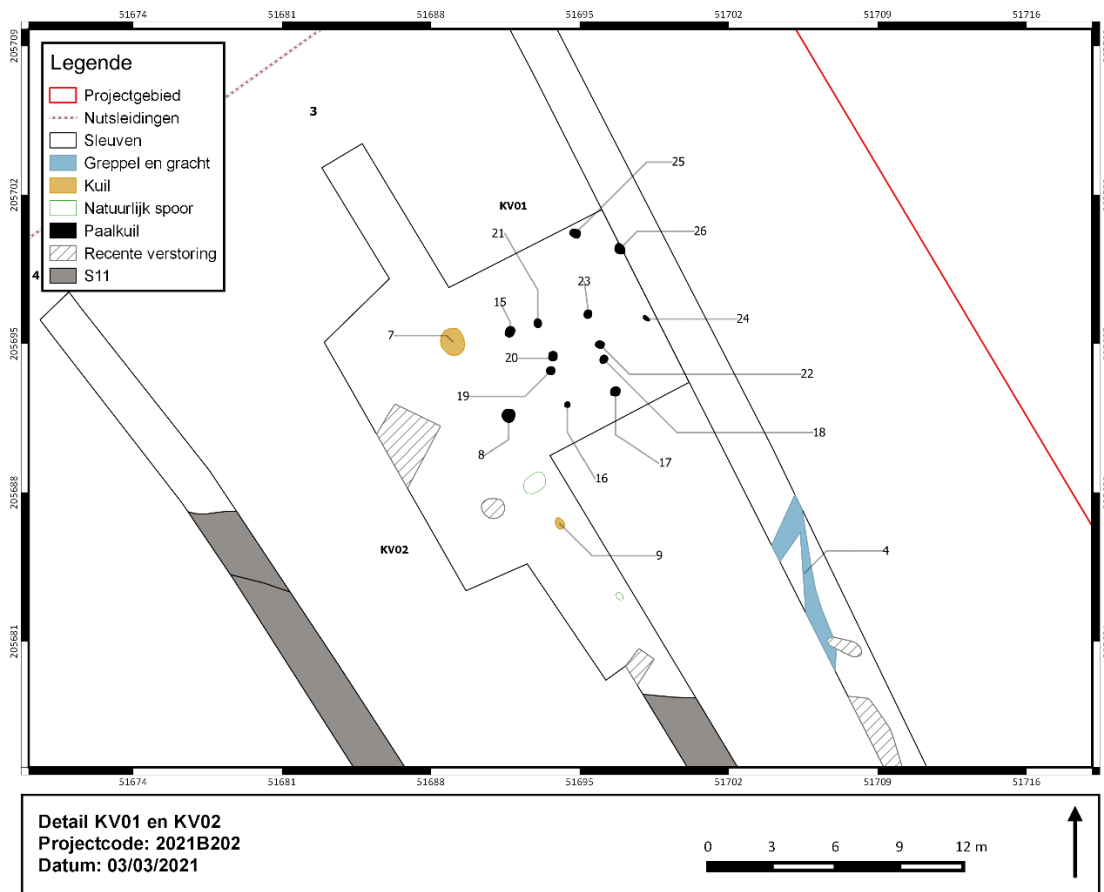 51674 51681 51688 51695 51702 51709 51716
205709
205702
205695
205688
205681
Legende
Projectgebied
Nutsleidingen
Sleuven
Greppel en gracht
Kuil
Natuurlijk spoor
Paalkuil
Recente verstoring
S11
3
4
KV01
25
21
26
23
15
24
7
20
22
19
18
8
16
17
KV02
9
4
51674 51681 51688 51695 51702 51709 51716
Detail KV01 en KV02
Projectcode: 2021B202
Datum: 03/03/2021
0 3 6 9 12 m